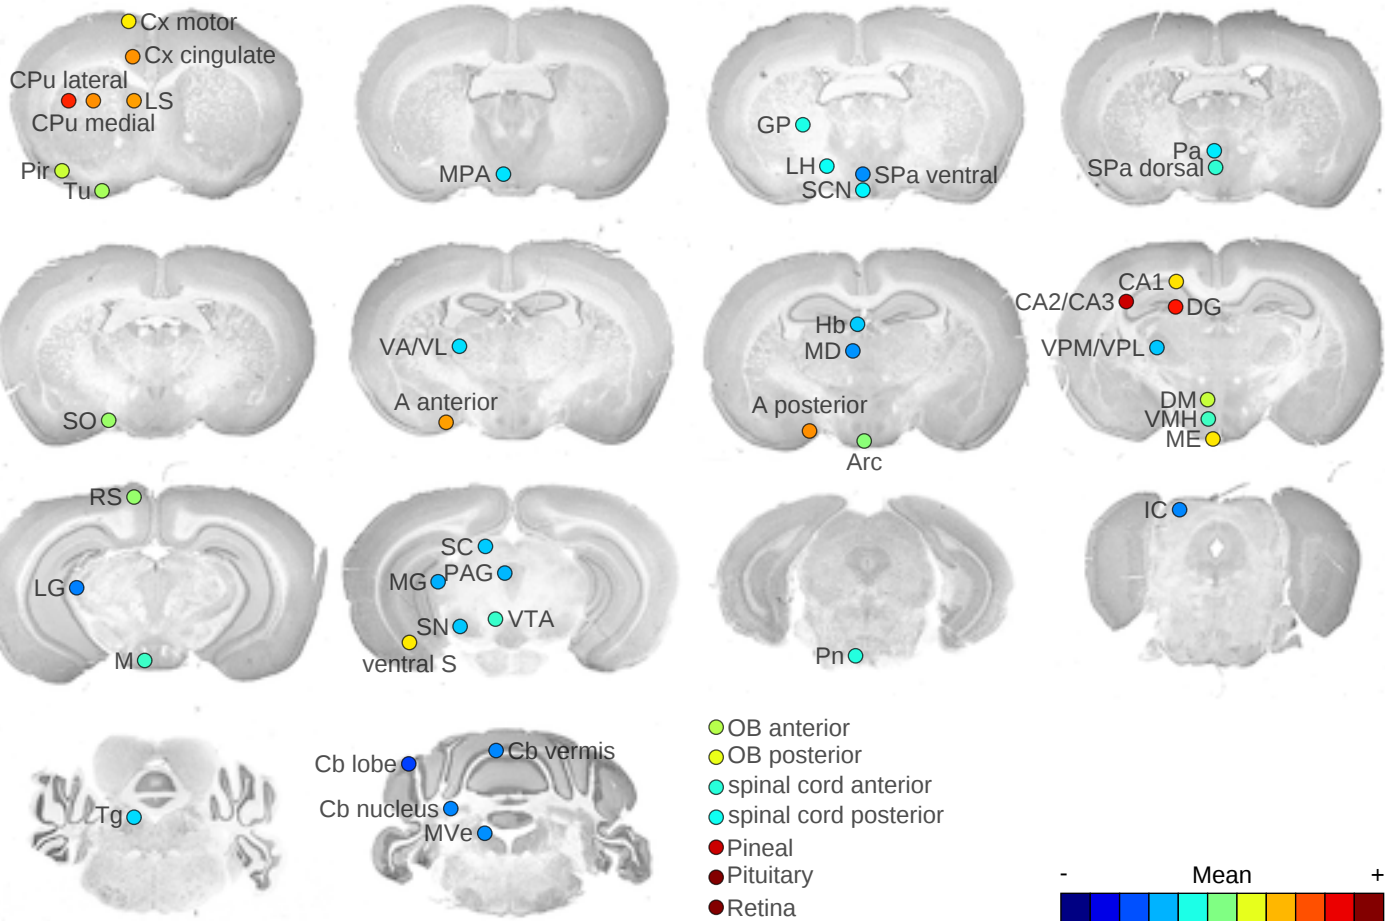 Cx motor
Cx cingulate
CPu lateral
LS
CPu medial
Pir
Tu
MPA
GP
LH
SPa ventral
SCN
Pa
SPa dorsal
SO
VA/VL
A anterior
Hb
MD
A posterior
Arc
CA1
CA2/CA3
DG
VPM/VPL
DM
VMH
ME
RS
LG
M
SC
MG
PAG
SN
VTA
ventral S
Pn
IC
Tg
Cb lobe
Cb vermis
Cb nucleus
MVe
OB anterior
OB posterior
spinal cord anterior
spinal cord posterior
Pineal
Pituitary
Retina
- Mean +